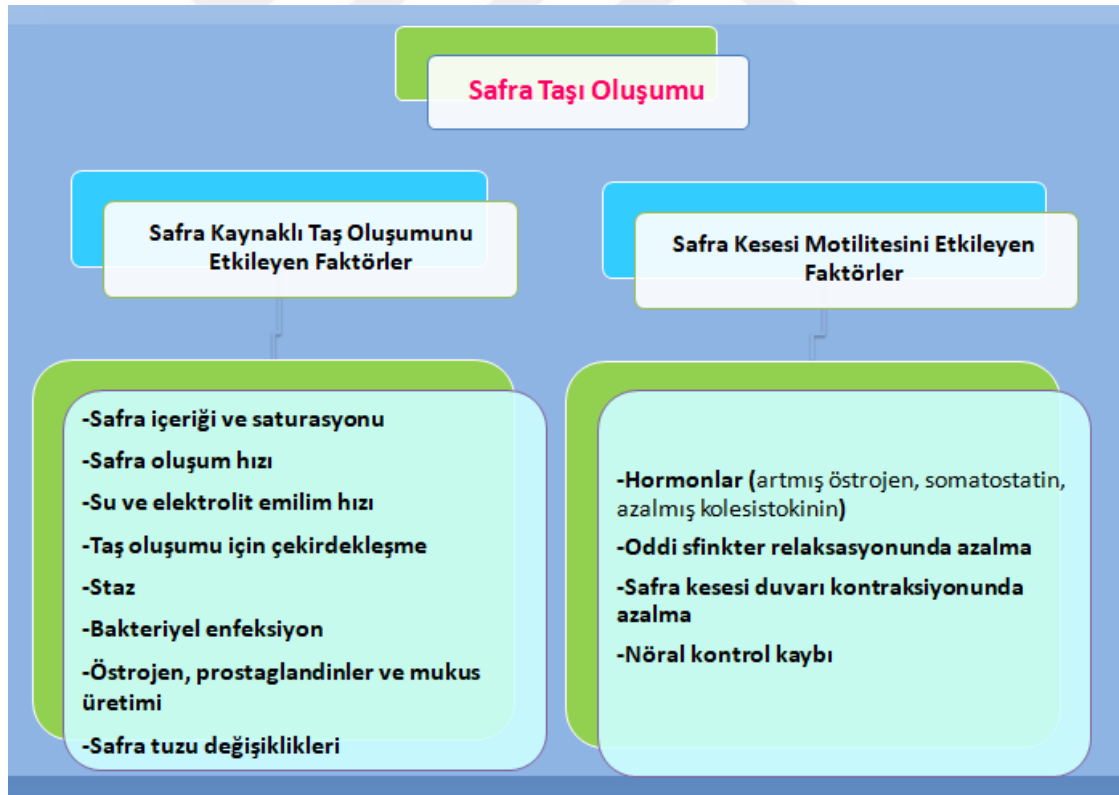 Safra Taşı Oluşumu
Safra Kaynaklı Taş Oluşumunu
Etkileyen Faktörler
-Safra içeriği ve saturasyonu
-Safra oluşum hızı
-Su ve elektrolit emilim hızı
-Taş oluşumu için çekirdekleşme
-Staz
-Bakteriyel enfeksiyon
-Östrojen, prostaglandinler ve mukus
üretimi
-Safra tuzu değişiklikleri
Safra Kesesi Motilitesini Etkileyen
Faktörler
-Hormonlar (artmış östrojen, somatostatin,
azalmış kolesistokinin)
-Oddi sfinkter relaksasyonunda azalma
-Safra kesesi duvarı kontraksiyonunda
azalma
-Nöral kontrol kaybı